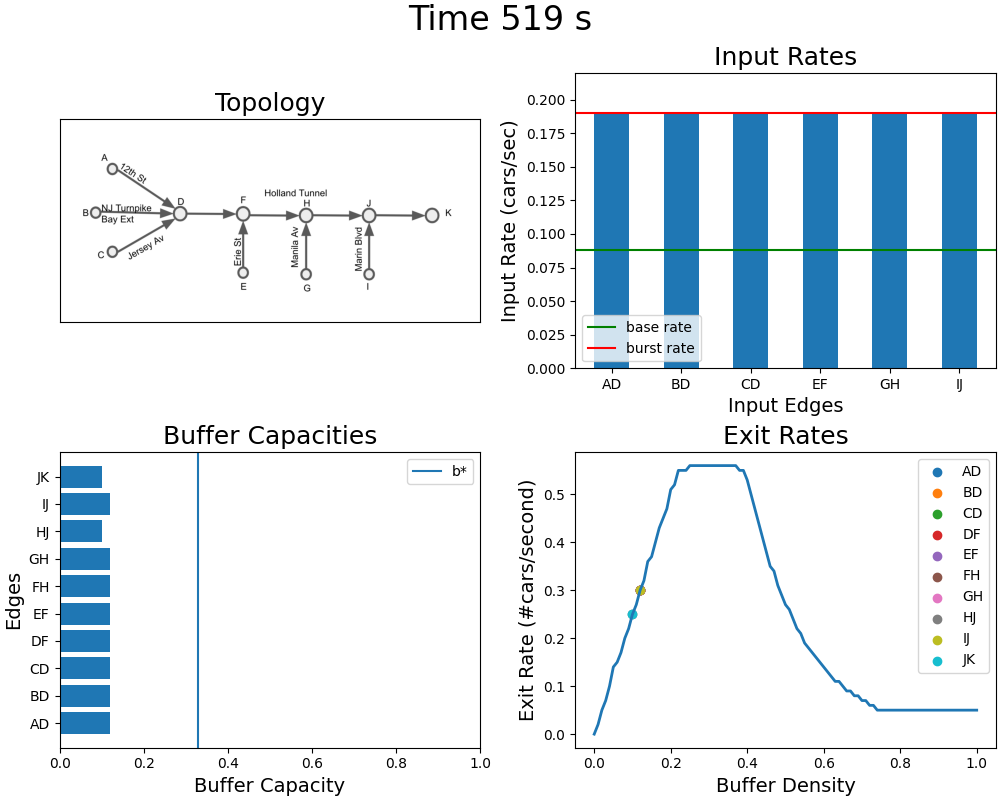 Time 519 s
Topology
A
12th St
B
NJ Turnpike
Bay Ext
C
Jersey Av
D
F
Holland Tunnel
H
J
K
Erie St
Manila Av
Marin Blvd
E
G
I
Input Rates
Input Rate (cars/sec)
0.200
0.175
0.150
0.125
0.100
0.075
0.050
0.025
0.000
base rate
burst rate
AD BD CD EF GH IJ
Input Edges
Buffer Capacities
Edges
JK
IJ
HJ
GH
FH
EF
DF
CD
BD
AD
b*
0.0 0.2 0.4 0.6 0.8 1.0
Buffer Capacity
Exit Rates
Exit Rate (#cars/second)
0.5
0.4
0.3
0.2
0.1
0.0
AD
BD
CD
DF
EF
FH
GH
HJ
IJ
JK
0.0 0.2 0.4 0.6 0.8 1.0
Buffer Density